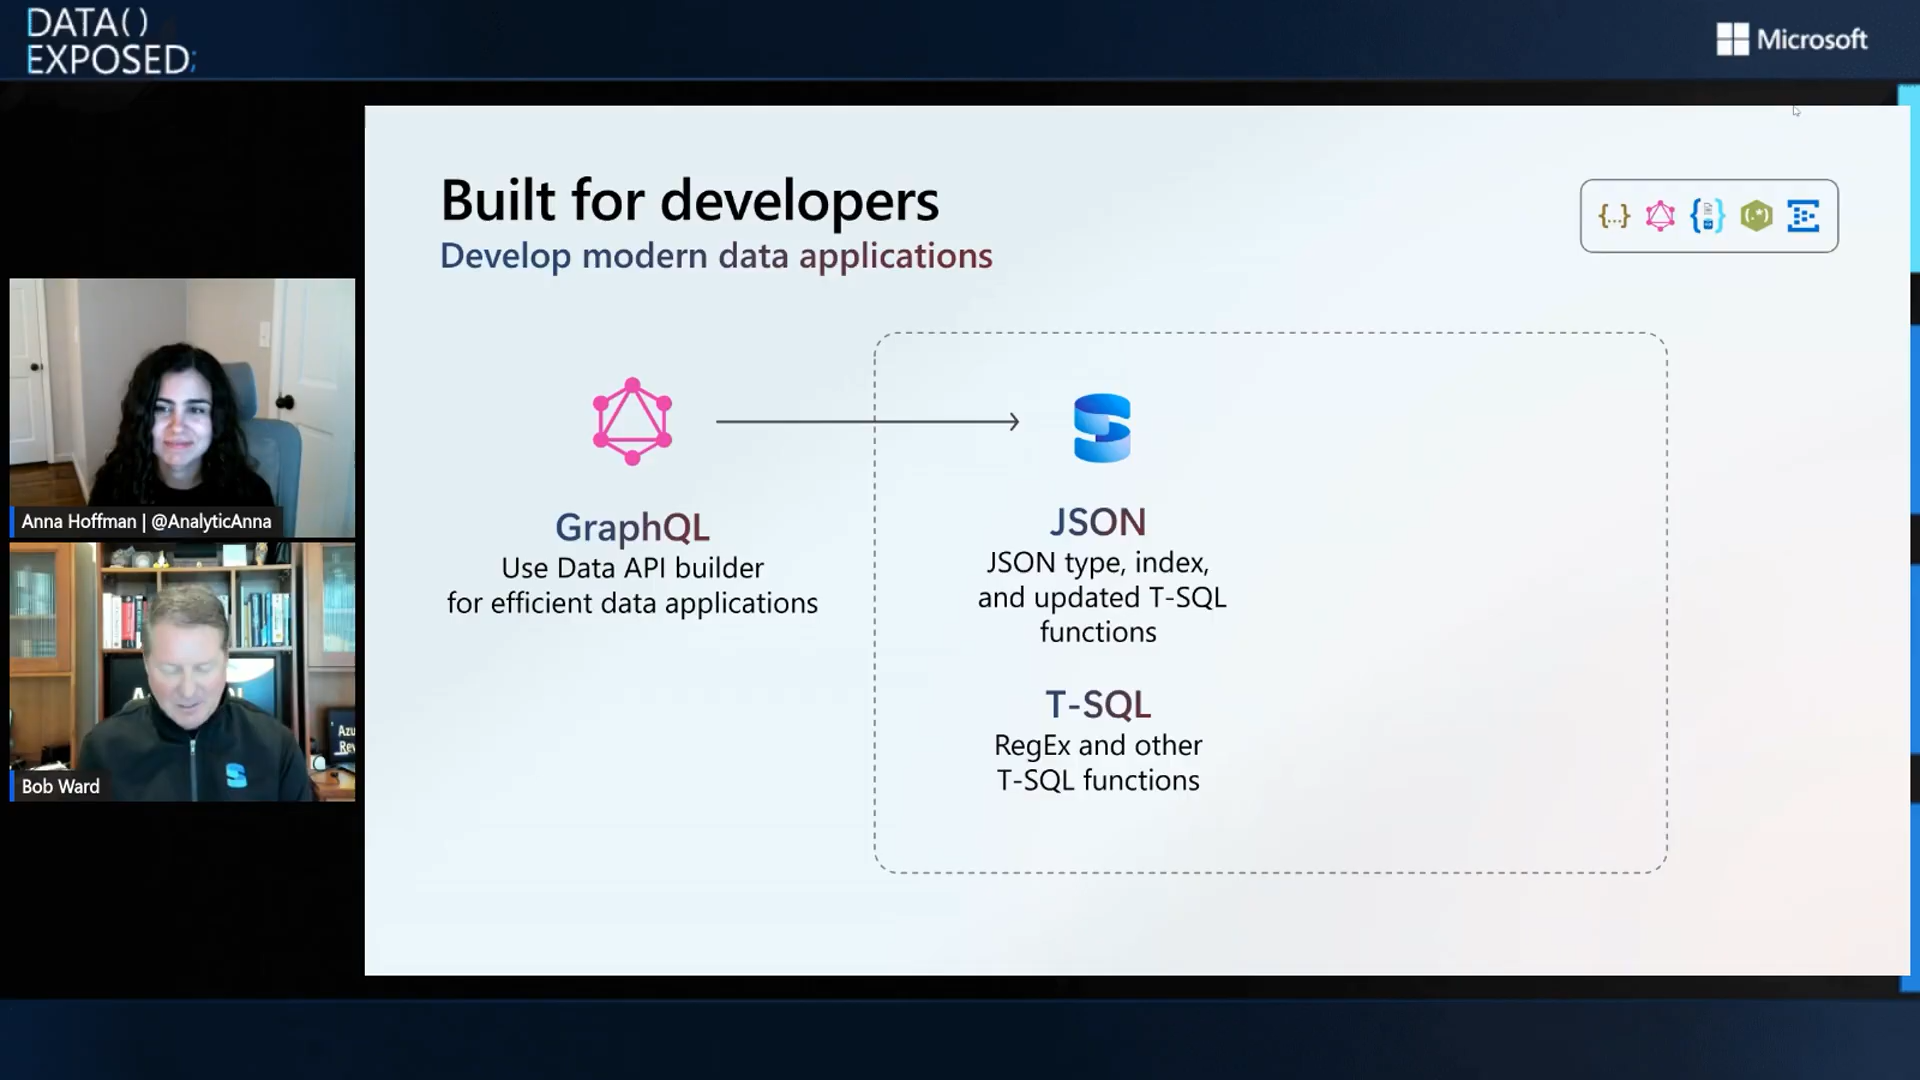 DATA()
EXPOSED;
Microsoft
Built for developers
Develop modern data applications
{...}
(.*)
GraphQL
Use Data API builder
for efficient data applications
JSON
JSON type, index,
and updated T-SQL
functions
T-SQL
RegEx and other
T-SQL functions
Anna Hoffman | @AnalyticAnna
Azu
Rev
Bob Ward